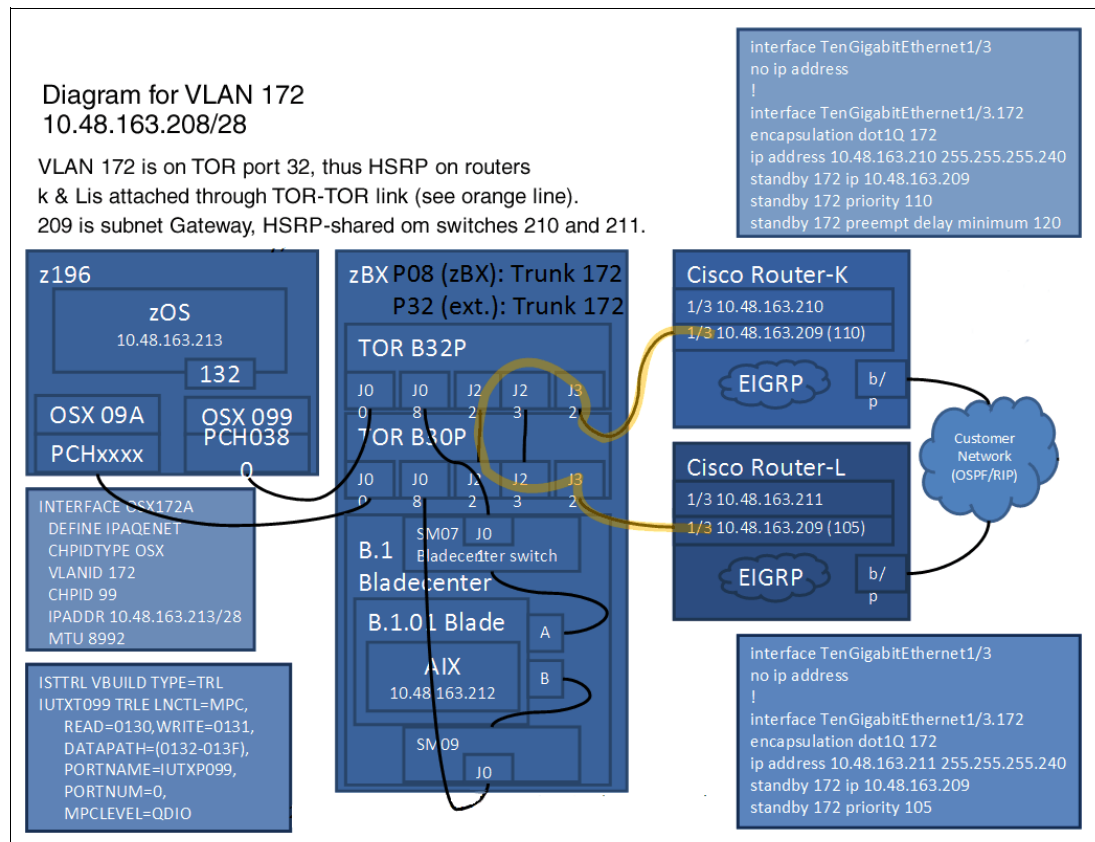 Diagram for VLAN 172
10.48.163.208/28
VLAN 172 is on TOR port 32, thus HSRP on routers
k & Lis attached through TOR-TOR link (see orange line).
209 is subnet Gateway, HSRP-shared om switches 210 and 211.
interface TenGigabitEthernet1/3
no ip address
!
interface TenGigabitEthernet1/3.172
encapsulation dot1Q 172
ip address 10.48.163.210 255.255.255.240
standby 172 ip 10.48.163.209
standby 172 priority 110
standby 172 preempt delay minimum 120
z196
zOS
10.48.163.213
132
OSX 09A
PCHxxxx
OSX 099
PCH038
0
INTERFACE OSX172A
DEFINE IPAQENET
CHPIDTYPE OSX
VLANID 172
CHPID 99
IPADDR 10.48.163.213/28
MTU 8992
ISTTRL VBUILD TYPE=TRL
IUTXT099 TRLE LNCTL=MPC,
READ=0130,WRITE=0131,
DATAPATH=(0132-013F),
PORTNAME=IUTXP099,
PORTNUM=0,
MPCLEVEL=QDIO
zBX P08 (zBX): Trunk 172
P32 (ext.): Trunk 172
TOR B32P
J0 J0 J2 J2 J3
0 8 2 3 2
TOR B30P
J0 J0 J2 J2 J3
0 8 2 3 2
SM07 J0
1
Bladecenter switch
B.1
Bladecenter
B.1.01 Blade
A
AIX
10.48.163.212
B
SM09
J0
Cisco Router-K
1/3 10.48.163.210
1/3 10.48.163.209 (110)
EIGRP
b/
p
Cisco Router-L
1/3 10.48.163.211
1/3 10.48.163.209 (105)
EIGRP
b/
p
Customer
Network
(OSPF/RIP)
interface TenGigabitEthernet1/3
no ip address
!
interface TenGigabitEthernet1/3.172
encapsulation dot1Q 172
ip address 10.48.163.211 255.255.255.240
standby 172 ip 10.48.163.209
standby 172 priority 105